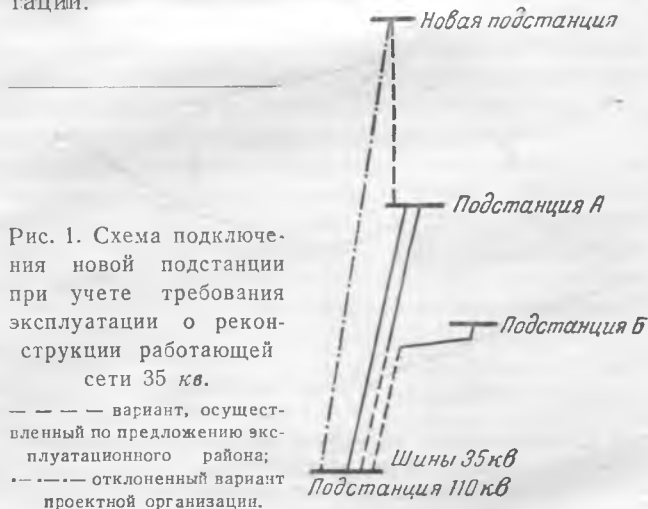 тации.
Новая подстанция
Подстанция А
Подстанция Б
Шины 35кв
Подстанция 110кв
Рис. 1. Схема подключе-
ния новой подстанции
при учете требования
эксплуатации о рекон-
струкции работающей
сети 35 кв.
— — — — вариант, осущест-
вленный по предложению экс-
плуатационного района;
·—·—·— отклоненный вариант
проектной организации.